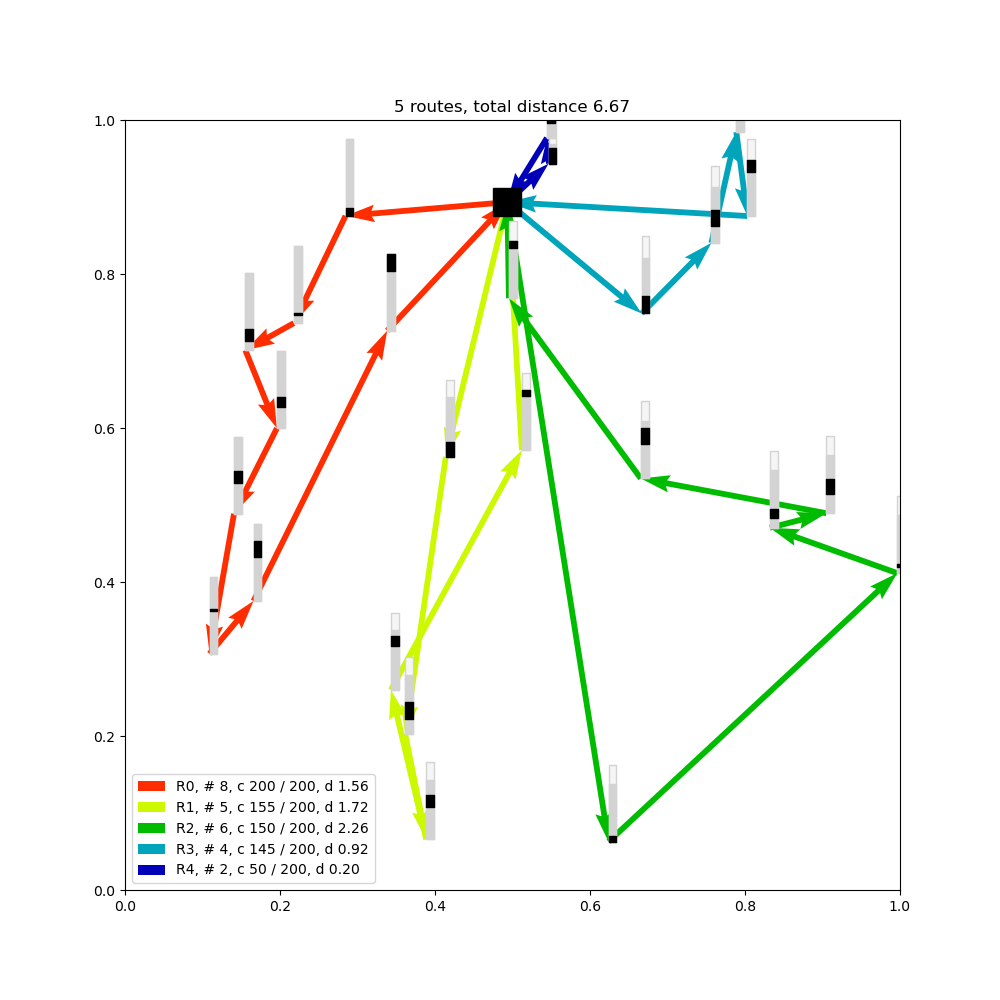 5 routes, total distance 6.67
1.0
0.8
0.6
0.4
0.2
0.0
R0, # 8, c 200 / 200, d 1.56
R1, # 5, c 155 / 200, d 1.72
R2, # 6, c 150 / 200, d 2.26
R3, # 4, c 145 / 200, d 0.92
R4, # 2, c 50 / 200, d 0.20
0.0 0.2 0.4 0.6 0.8 1.0